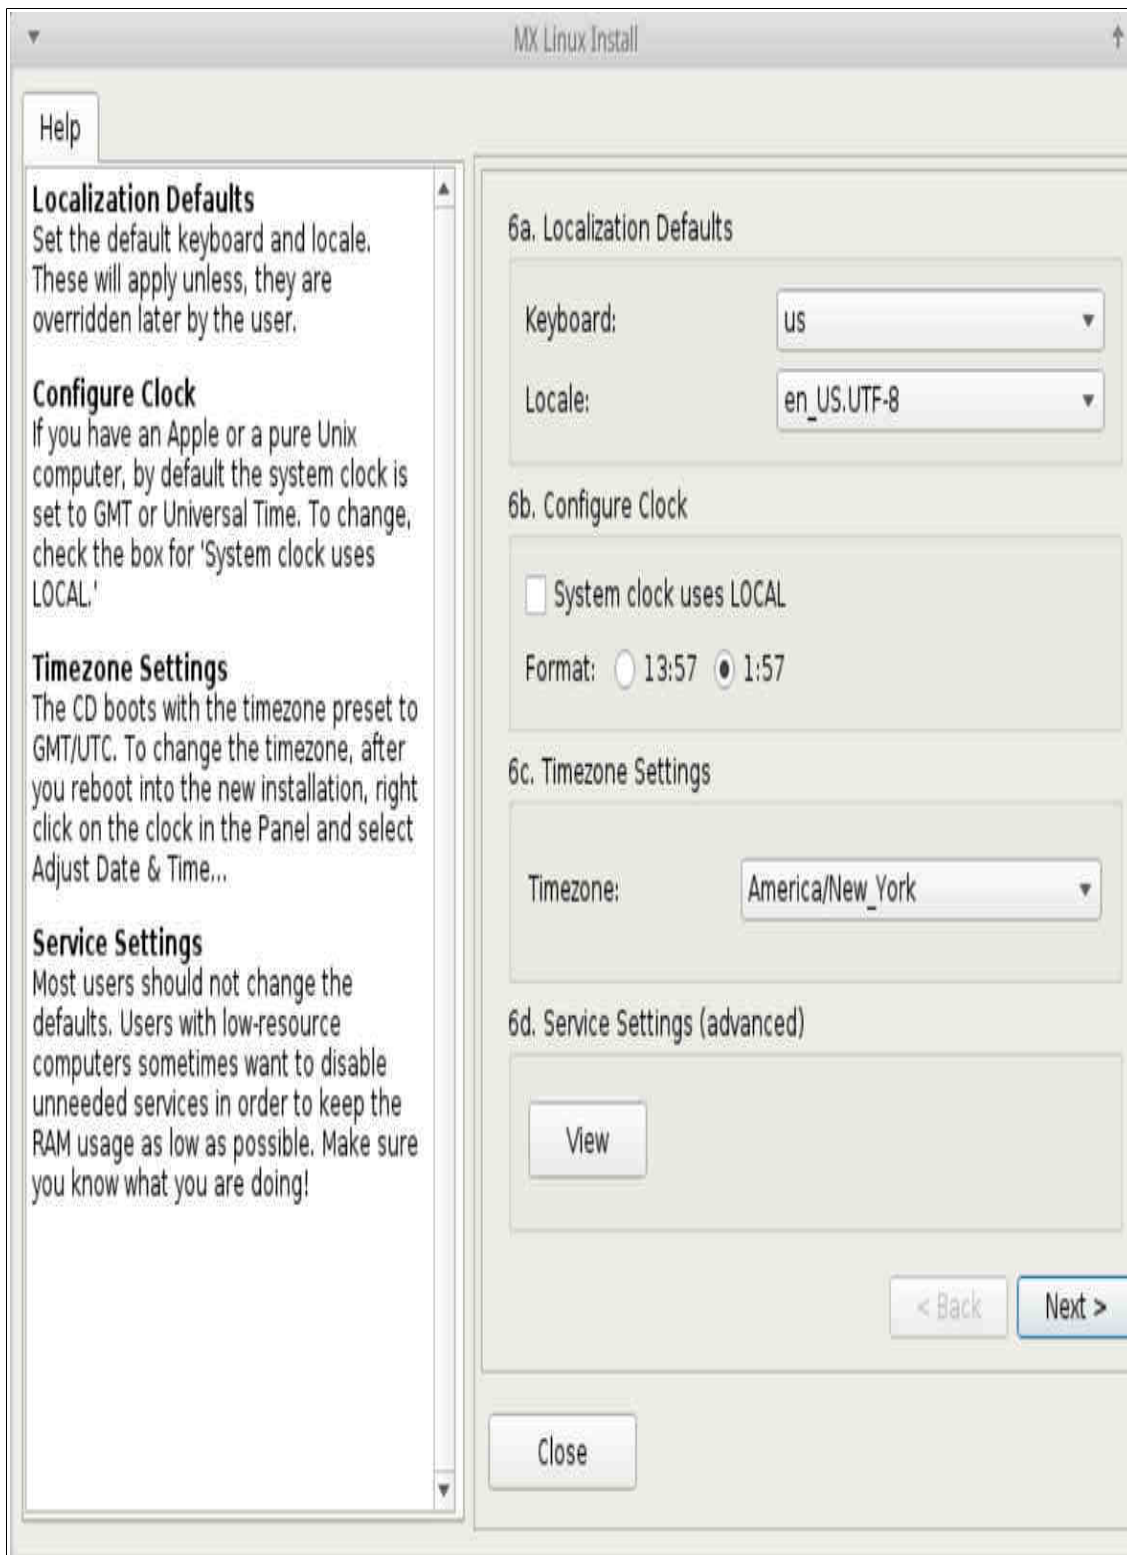 MX Linux Install
Help
Localization Defaults
Set the default keyboard and locale.
These will apply unless, they are
overridden later by the user.
Configure Clock
If you have an Apple or a pure Unix
computer, by default the system clock is
set to GMT or Universal Time. To change,
check the box for 'System clock uses
LOCAL.'
Timezone Settings
The CD boots with the timezone preset to
GMT/UTC. To change the timezone, after
you reboot into the new installation, right
click on the clock in the Panel and select
Adjust Date & Time...
Service Settings
Most users should not change the
defaults. Users with low-resource
computers sometimes want to disable
unneeded services in order to keep the
RAM usage as low as possible. Make sure
you know what you are doing!
6a. Localization Defaults
Keyboard: us
Locale: en_US.UTF-8
6b. Configure Clock
System clock uses LOCAL
Format: 13:57 1:57
6c. Timezone Settings
Timezone: America/New_York
6d. Service Settings (advanced)
View
< Back Next >
Close